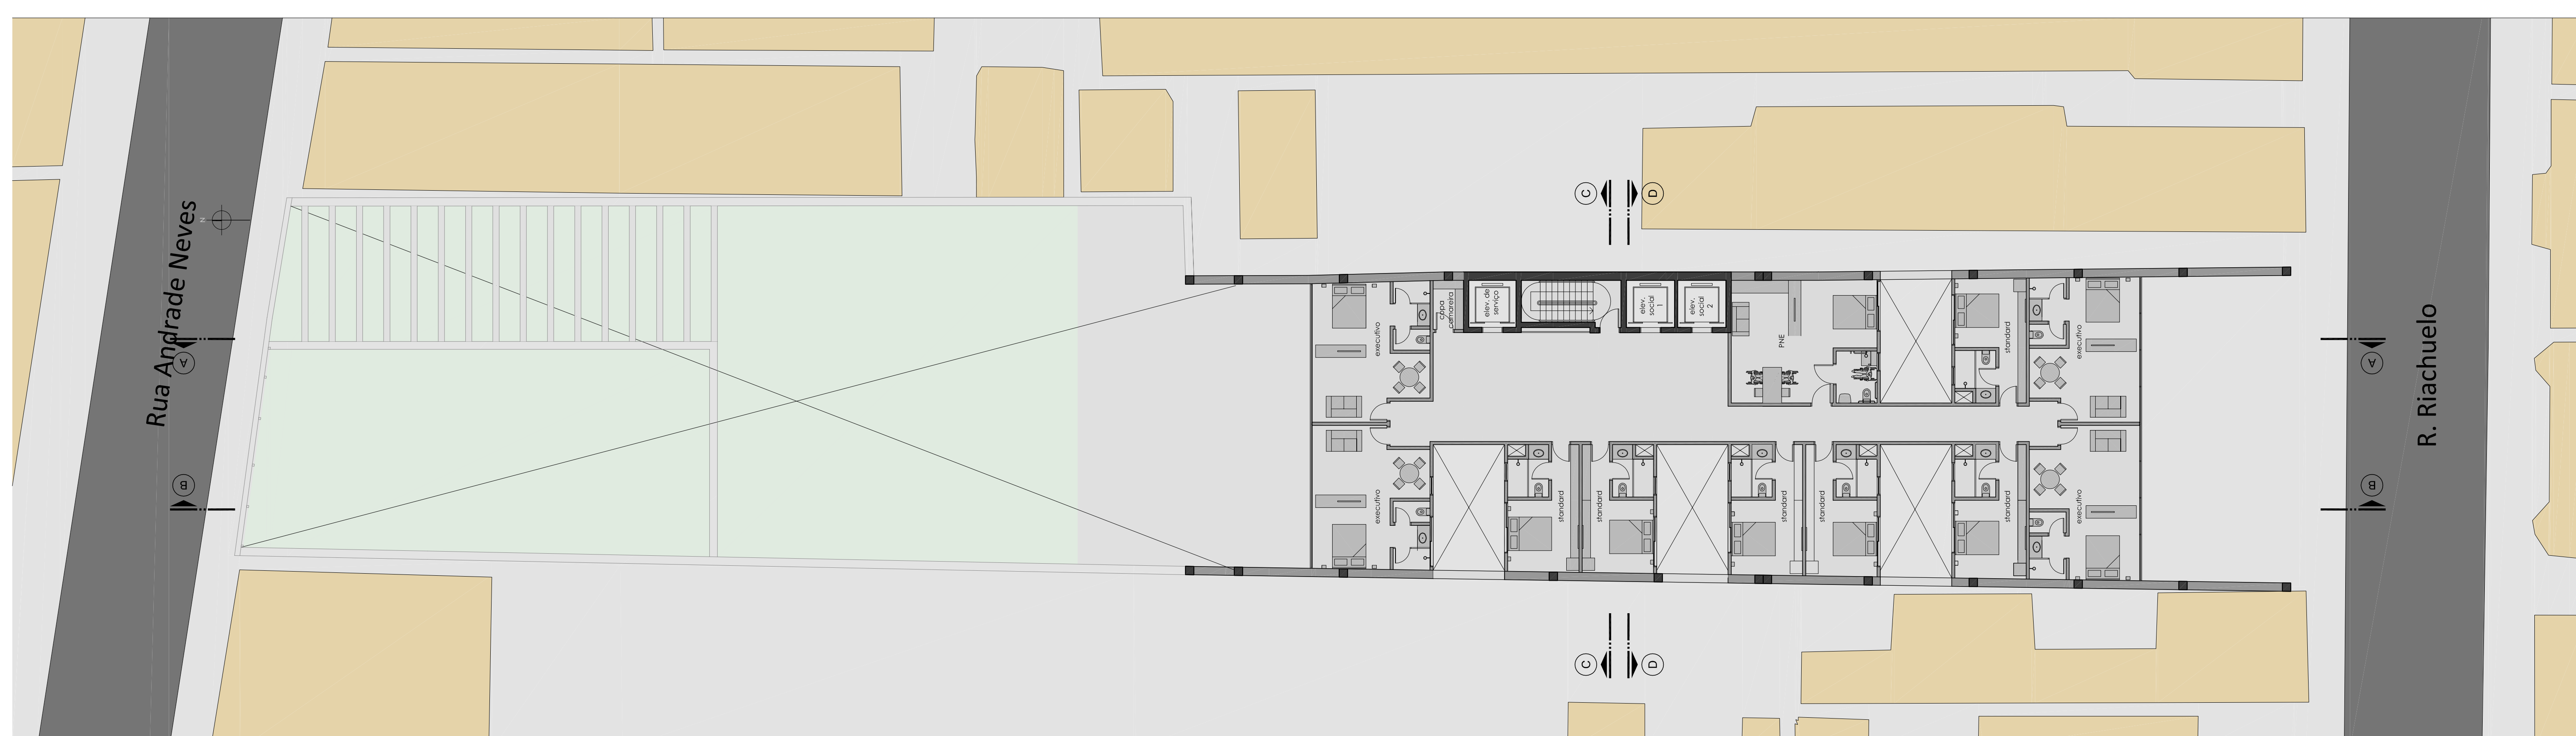 Rua Andrade Neves
N
A
B
C
D
executivo
copa
camareira
elev. de
serviço
elev.
social
1
elev.
social
2
PNE
standard
executivo
executivo
standard
standard
standard
standard
standard
executivo
C
D
A
B
R. Riachuelo